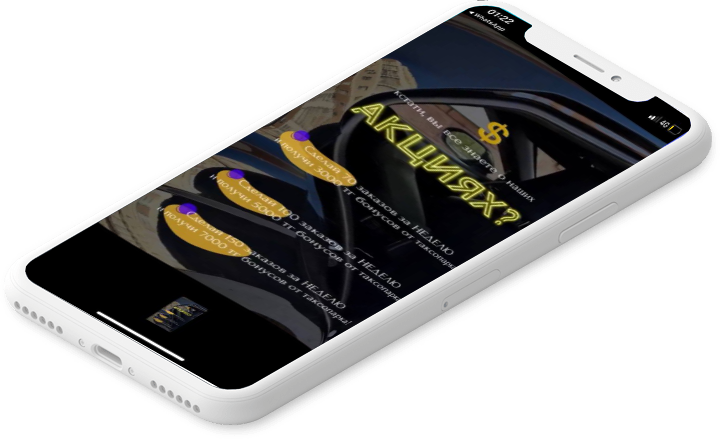 01:22
WhatsApp
4G
Кстати, вы все знаете о наших
АКЦИЯХ?
$
Сделай 70 заказов за НЕДЕЛЮ
и получи 3000 тг бонусов от таксопарка
Сделай 100 заказов за НЕДЕЛЮ
и получи 5000 тг бонусов от таксопарка
Сделай 150 заказов за НЕДЕЛЮ
и получи 7000 тг бонусов от таксопарка!